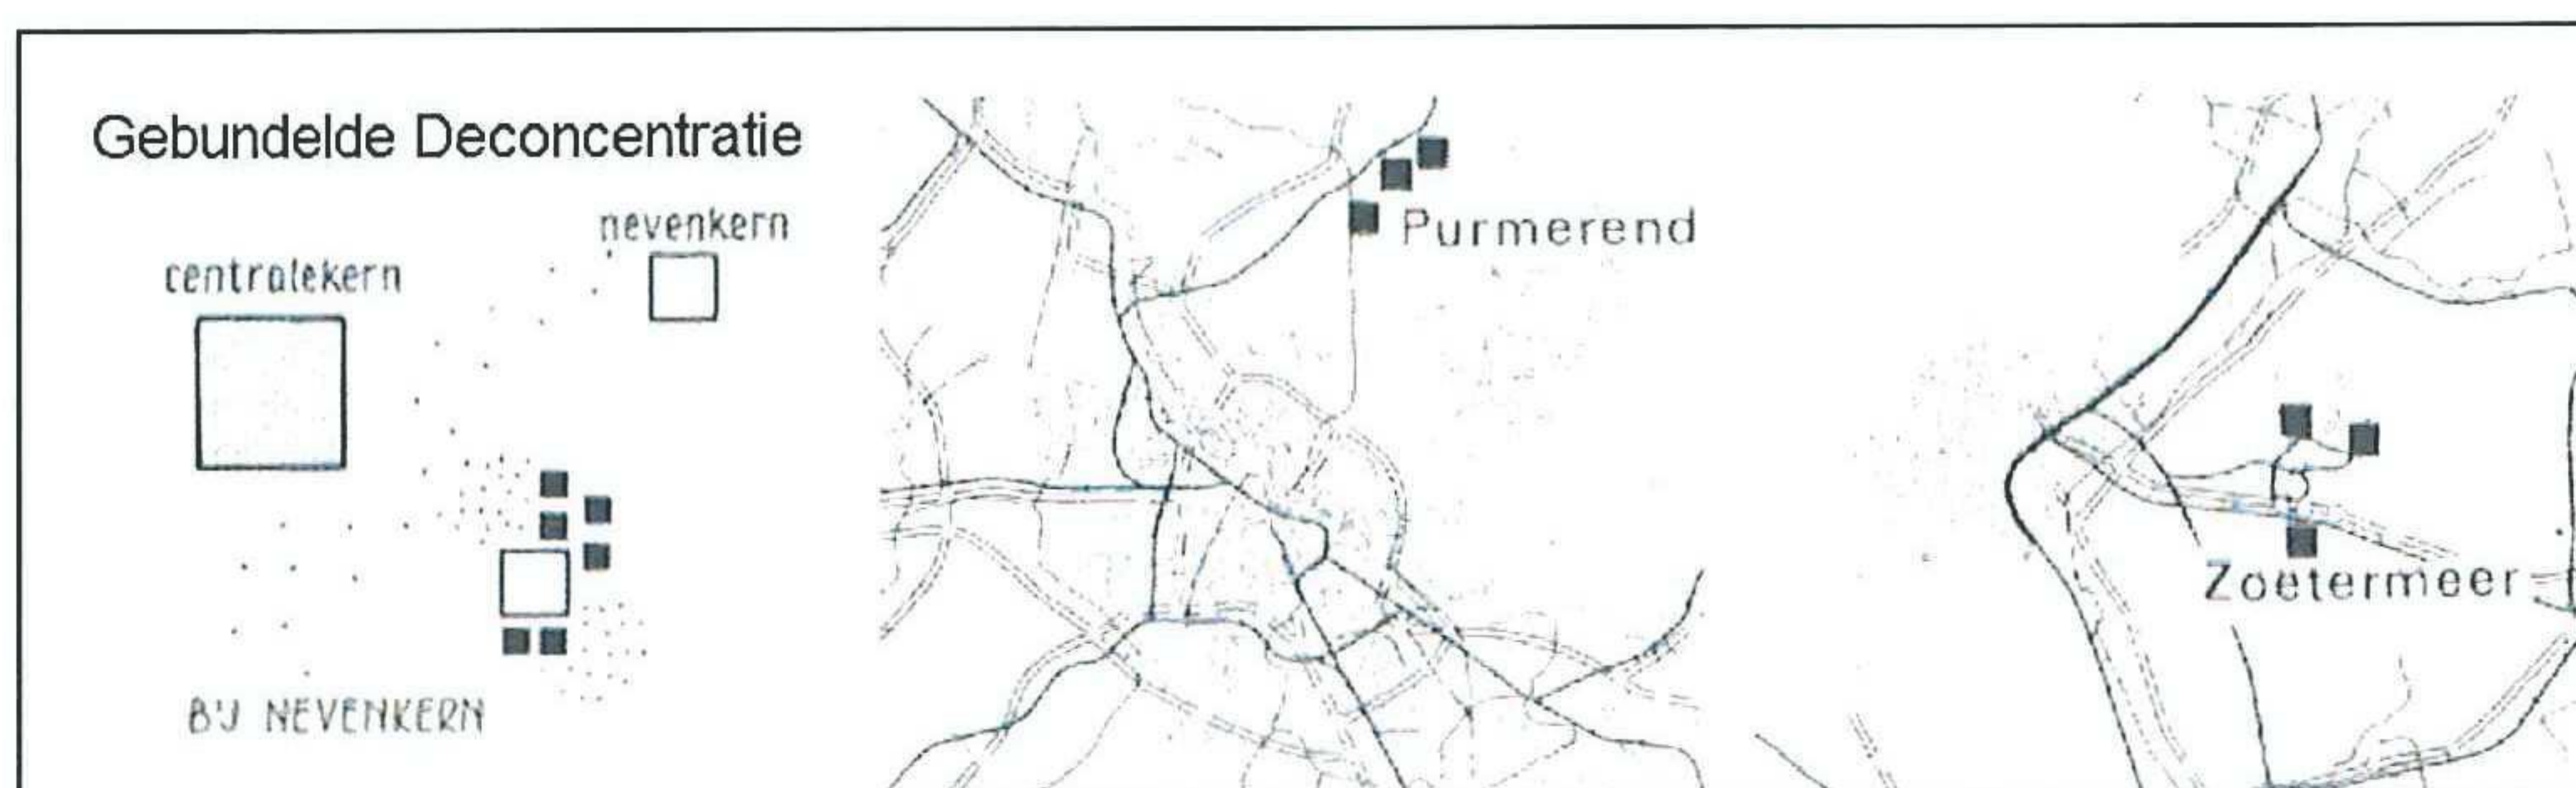 Gebundelde Deconcentratie
nevenkern
centralekern
BIJ NEVENKERN
Purmerend
Zoetermeer